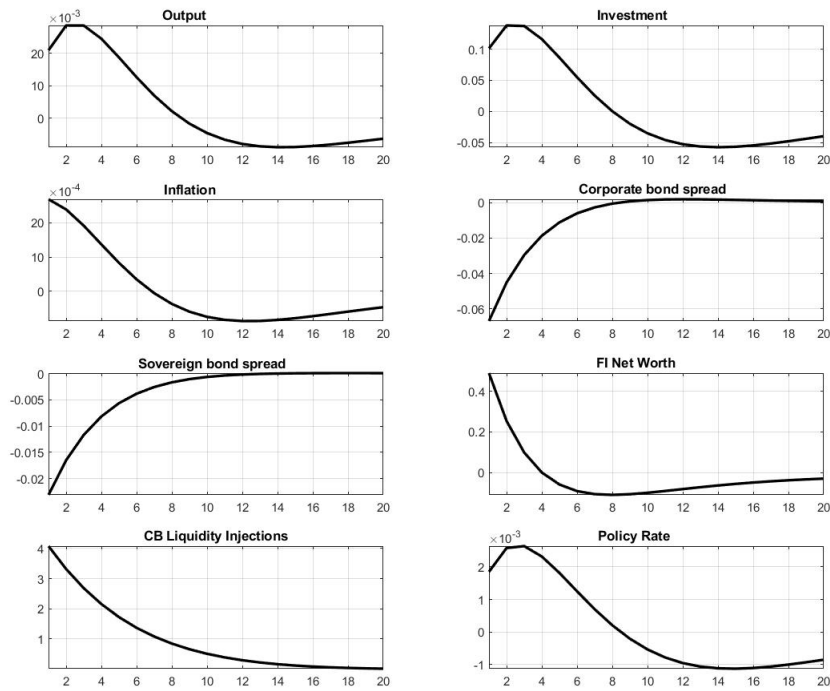 Output
×10⁻³
20
10
0
2 4 6 8 10 12 14 16 18 20
Investment
0.1
0.05
0
-0.05
2 4 6 8 10 12 14 16 18 20
Inflation
×10⁻⁴
20
10
0
2 4 6 8 10 12 14 16 18 20
Corporate bond spread
0
-0.02
-0.04
-0.06
2 4 6 8 10 12 14 16 18 20
Sovereign bond spread
0
-0.005
-0.01
-0.015
-0.02
2 4 6 8 10 12 14 16 18 20
FI Net Worth
0.4
0.2
0
2 4 6 8 10 12 14 16 18 20
CB Liquidity Injections
4
3
2
1
2 4 6 8 10 12 14 16 18 20
Policy Rate
×10⁻³
2
1
0
-1
2 4 6 8 10 12 14 16 18 20